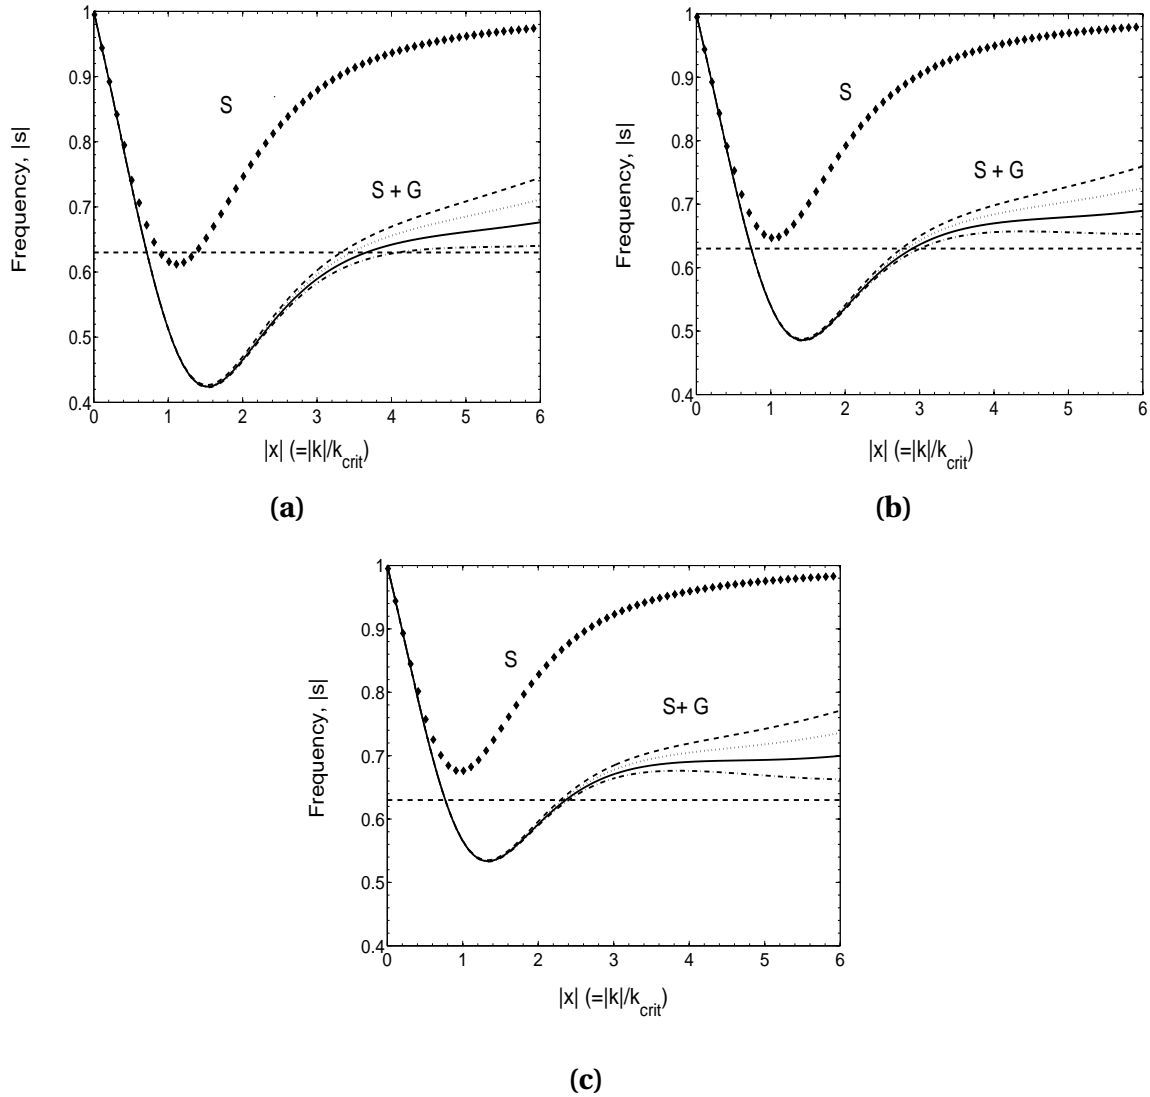 1
0.9
0.8
0.7
0.6
0.5
0.4
0 1 2 3 4 5 6
Frequency, |s|
S
S + G
|x| (=|k|/k_crit)
(a)
1
0.9
0.8
0.7
0.6
0.5
0.4
0 1 2 3 4 5 6
Frequency, |s|
S
S + G
|x| (=|k|/k_crit)
(b)
1
0.9
0.8
0.7
0.6
0.5
0.4
0 1 2 3 4 5 6
Frequency, |s|
S
S+ G
|x| (=|k|/k_crit)
(c)